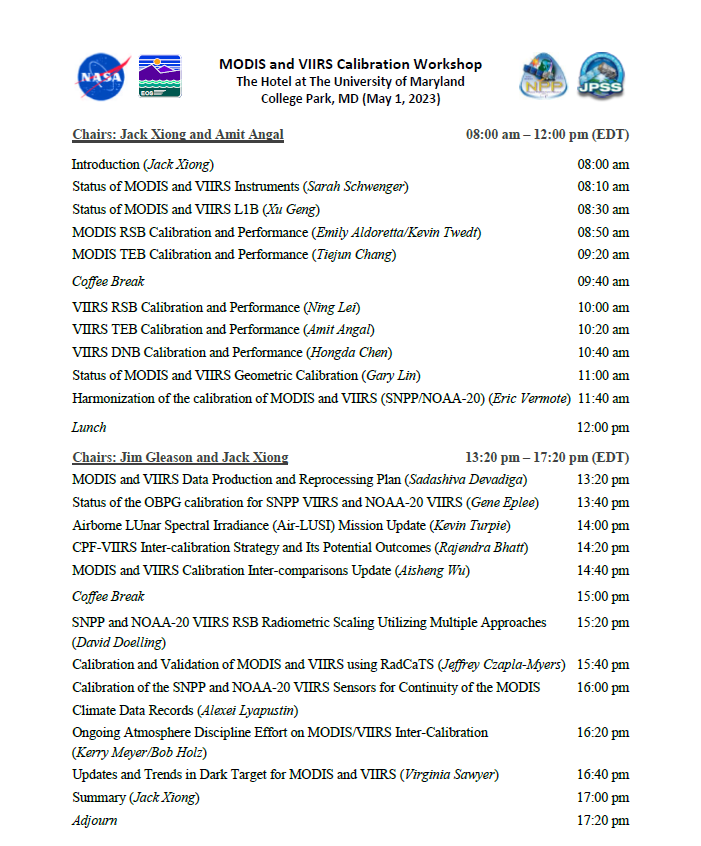 MODIS and VIIRS Calibration Workshop
The Hotel at The University of Maryland
College Park, MD (May 1, 2023)
NASA
EOS
NPP
JPSS
Chairs: Jack Xiong and Amit Angal 08:00 am – 12:00 pm (EDT)
Introduction (Jack Xiong) 08:00 am
Status of MODIS and VIIRS Instruments (Sarah Schwenger) 08:10 am
Status of MODIS and VIIRS L1B (Xu Geng) 08:30 am
MODIS RSB Calibration and Performance (Emily Aldoretta/Kevin Twedt) 08:50 am
MODIS TEB Calibration and Performance (Tiejun Chang) 09:20 am
Coffee Break 09:40 am
VIIRS RSB Calibration and Performance (Ning Lei) 10:00 am
VIIRS TEB Calibration and Performance (Amit Angal) 10:20 am
VIIRS DNB Calibration and Performance (Hongda Chen) 10:40 am
Status of MODIS and VIIRS Geometric Calibration (Gary Lin) 11:00 am
Harmonization of the calibration of MODIS and VIIRS (SNPP/NOAA-20) (Eric Vermote) 11:40 am
Lunch 12:00 pm
Chairs: Jim Gleason and Jack Xiong 13:20 pm – 17:20 pm (EDT)
MODIS and VIIRS Data Production and Reprocessing Plan (Sadashiva Devadiga) 13:20 pm
Status of the OBPG calibration for SNPP VIIRS and NOAA-20 VIIRS (Gene Eplee) 13:40 pm
Airborne LUnar Spectral Irradiance (Air-LUSI) Mission Update (Kevin Turpie) 14:00 pm
CPF-VIIRS Inter-calibration Strategy and Its Potential Outcomes (Rajendra Bhatt) 14:20 pm
MODIS and VIIRS Calibration Inter-comparisons Update (Aisheng Wu) 14:40 pm
Coffee Break 15:00 pm
SNPP and NOAA-20 VIIRS RSB Radiometric Scaling Utilizing Multiple Approaches 15:20 pm
(David Doelling)
Calibration and Validation of MODIS and VIIRS using RadCaTS (Jeffrey Czapla-Myers) 15:40 pm
Calibration of the SNPP and NOAA-20 VIIRS Sensors for Continuity of the MODIS 16:00 pm
Climate Data Records (Alexei Lyapustin)
Ongoing Atmosphere Discipline Effort on MODIS/VIIRS Inter-Calibration 16:20 pm
(Kerry Meyer/Bob Holz)
Updates and Trends in Dark Target for MODIS and VIIRS (Virginia Sawyer) 16:40 pm
Summary (Jack Xiong) 17:00 pm
Adjourn 17:20 pm